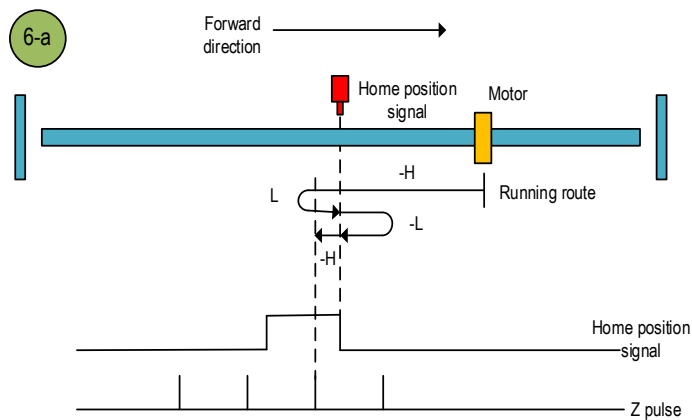 6-a
Forward
direction
Home position
signal
Motor
-H
Running route
L
-L
-H
Home position
signal
Z pulse